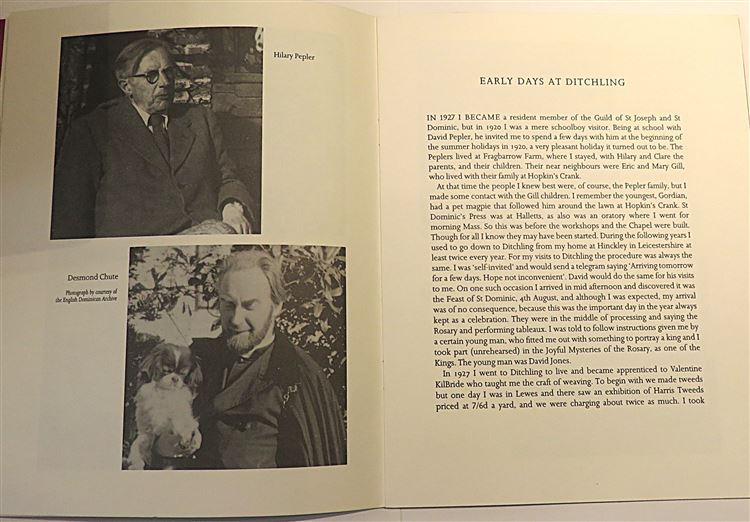 Hilary Pepler
Desmond Chute
Photograph by courtesy of
the English Dominican Archive
EARLY DAYS AT DITCHLING
IN 1927 I BECAME a resident member of the Guild of St Joseph and St
Dominic, but in 1920 I was a mere schoolboy visitor. Being at school with
David Pepler, he invited me to spend a few days with him at the beginning of
the summer holidays in 1920, a very pleasant holiday it turned out to be. The
Peplers lived at Fragbarrow Farm, where I stayed, with Hilary and Clare the
parents, and their children. Their near neighbours were Eric and Mary Gill,
who lived with their family at Hopkin's Crank.
At that time the people I knew best were, of course, the Pepler family, but I
made some contact with the Gill children. I remember the youngest, Gordian,
had a pet magpie that followed him around the lawn at Hopkin's Crank. St
Dominic's Press was at Halletts, as also was an oratory where I went for
morning Mass. So this was before the workshops and the Chapel were built.
Though for all I know they may have been started. During the following years I
used to go down to Ditchling from my home at Hinckley in Leicestershire at
least twice every year. For my visits to Ditchling the procedure was always the
same. I was 'self-invited' and would send a telegram saying 'Arriving tomorrow
for a few days. Hope not inconvenient'. David would do the same for his visits
to me. On one such occasion I arrived in mid afternoon and discovered it was
the Feast of St Dominic, 4th August, and although I was expected, my arrival
was of no consequence, because this was the important day in the year always
kept as a celebration. They were in the middle of processing and saying the
Rosary and performing tableaux. I was told to follow instructions given me by
a certain young man, who fitted me out with something to portray a king and I
took part (unrehearsed) in the Joyful Mysteries of the Rosary, as one of the
Kings. The young man was David Jones.
In 1927 I went to Ditchling to live and became apprenticed to Valentine
KilBride who taught me the craft of weaving. To begin with we made tweeds
but one day I was in Lewes and there saw an exhibition of Harris Tweeds
priced at 7/6d a yard, and we were charging about twice as much. I took